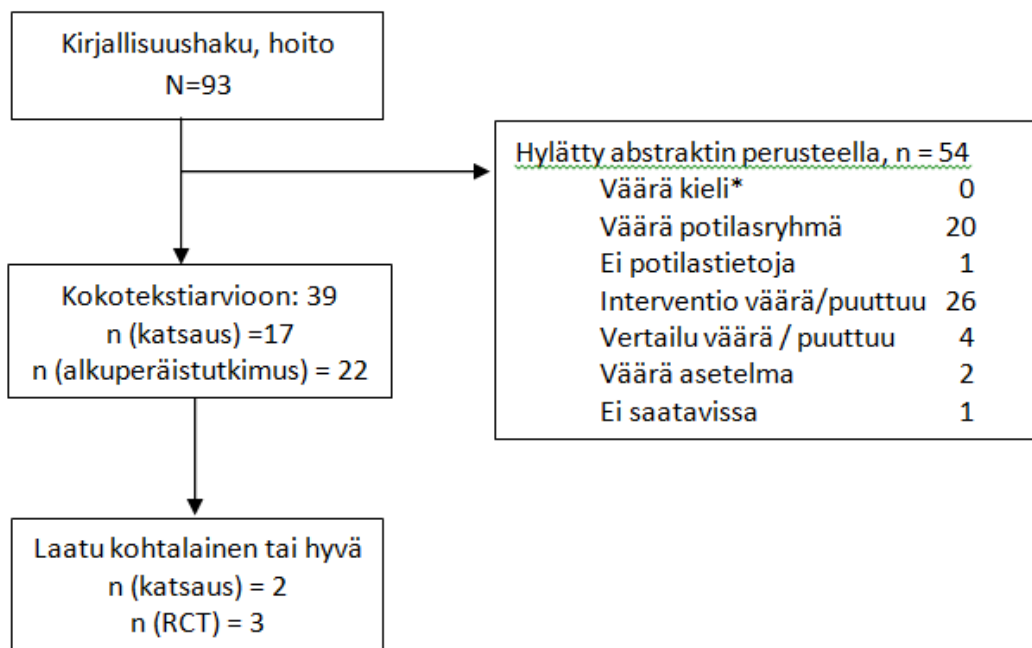 Kirjallisuushaku, hoito
N=93
Hylätty abstraktin perusteella, n = 54
Väärä kieli* 0
Väärä potilasryhmä 20
Ei potilastietoja 1
Interventio väärä/puuttuu 26
Vertailu väärä / puuttuu 4
Väärä asetelma 2
Ei saatavissa 1
Kokotekstiarvioon: 39
n (katsaus) =17
n (alkuperäistutkimus) = 22
Laatu kohtalainen tai hyvä
n (katsaus) = 2
n (RCT) = 3